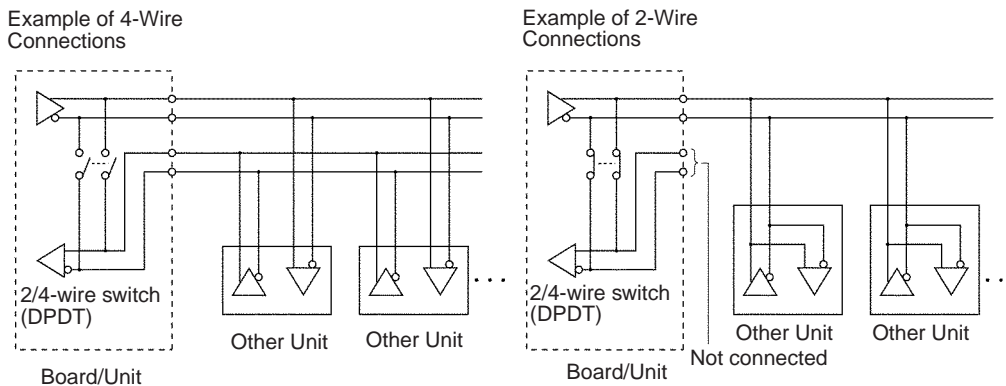 Example of 4-Wire
Connections
2/4-wire switch
(DPDT)
Other Unit
Other Unit
. . .
Board/Unit
Example of 2-Wire
Connections
2/4-wire switch
(DPDT)
Other Unit
Other Unit
. . .
Not connected
Board/Unit